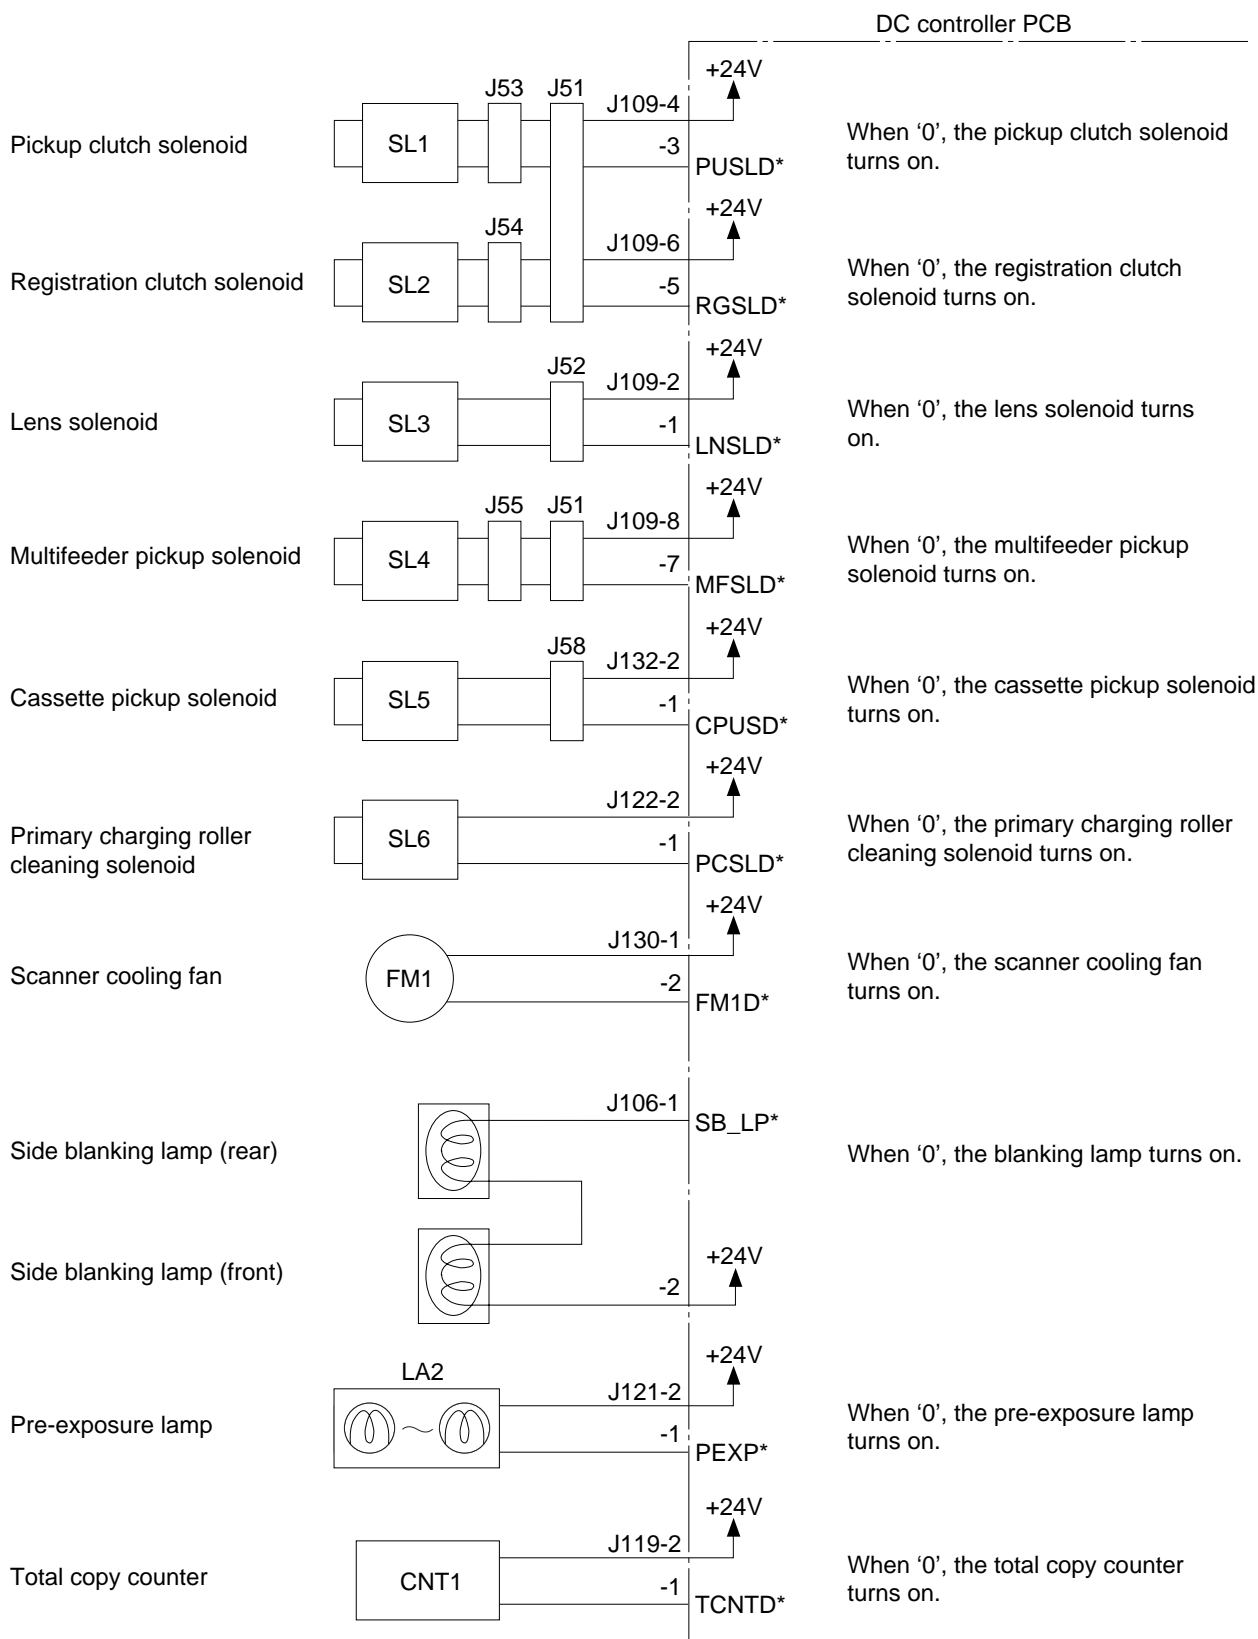 DC controller PCB
+24V
J53 J51
J109-4
Pickup clutch solenoid
SL1
-3
PUSLD*
When ‘0’, the pickup clutch solenoid
turns on.
+24V
J54
J109-6
Registration clutch solenoid
SL2
-5
RGSLD*
When ‘0’, the registration clutch
solenoid turns on.
+24V
J52
J109-2
Lens solenoid
SL3
-1
LNSLD*
When ‘0’, the lens solenoid turns
on.
+24V
J55 J51
J109-8
Multifeeder pickup solenoid
SL4
-7
MFSLD*
When ‘0’, the multifeeder pickup
solenoid turns on.
+24V
J58
J132-2
Cassette pickup solenoid
SL5
-1
CPUSD*
When ‘0’, the cassette pickup solenoid
turns on.
+24V
J122-2
Primary charging roller
cleaning solenoid
SL6
-1
PCSLD*
When ‘0’, the primary charging roller
cleaning solenoid turns on.
+24V
J130-1
Scanner cooling fan
FM1
-2
FM1D*
When ‘0’, the scanner cooling fan
turns on.
J106-1
SB_LP*
Side blanking lamp (rear)
When ‘0’, the blanking lamp turns on.
Side blanking lamp (front)
+24V
-2
+24V
LA2
J121-2
Pre-exposure lamp
-1
PEXP*
When ‘0’, the pre-exposure lamp
turns on.
+24V
J119-2
Total copy counter
CNT1
-1
TCNTD*
When ‘0’, the total copy counter
turns on.